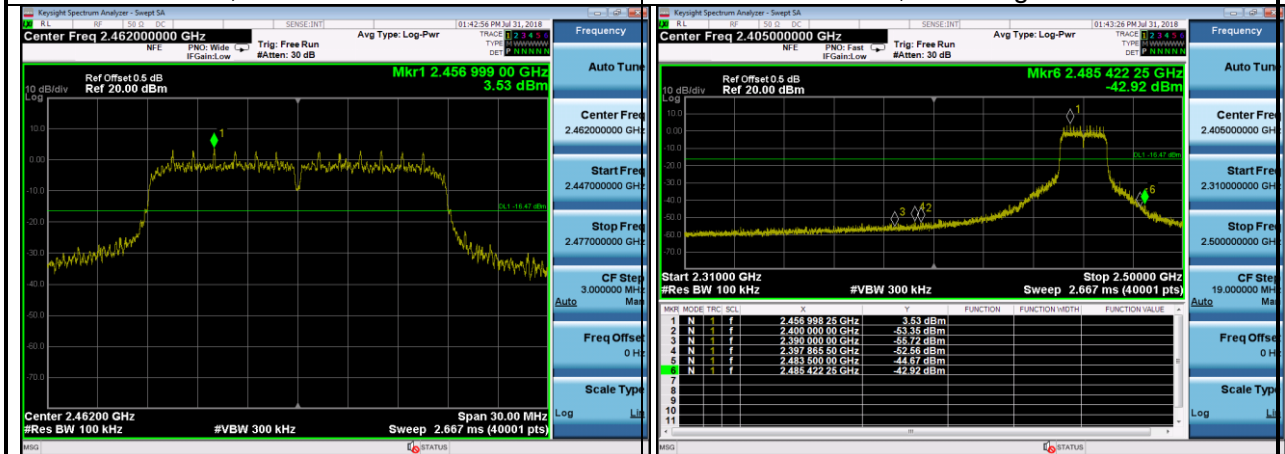 Keysight Spectrum Analyzer - Swept SA
RL RF 50 Ω DC SENSE:INT 01:42:56 PM Jul 31, 2018
Center Freq 2.462000000 GHz
NFE PNO: Wide IFGain:Low
Trig: Free Run
#Atten: 30 dB
Avg Type: Log-Pwr
TRACE 1 2 3 4 5 6
TYPE M WWWWW
DET P N N N N N
Ref Offset 0.5 dB
10 dB/div Ref 20.00 dBm
Log
Mkr1 2.456 999 00 GHz
3.53 dBm
1
10.0
0.00
-10.0
DL1 -16.47 dBm
-20.0
-30.0
-40.0
-50.0
-60.0
-70.0
Center 2.46200 GHz
Span 30.00 MHz
#Res BW 100 kHz
#VBW 300 kHz
Sweep 2.667 ms (40001 pts)
MSG
STATUS
Frequency
Auto Tune
Center Freq
2.462000000 GHz
Start Freq
2.447000000 GHz
Stop Freq
2.477000000 GHz
CF Step
3.000000 MHz
Auto Man
Freq Offset
0 Hz
Scale Type
Log Lin
Keysight Spectrum Analyzer - Swept SA
RL RF 50 Ω DC SENSE:INT 01:43:26 PM Jul 31, 2018
Center Freq 2.405000000 GHz
NFE PNO: Fast IFGain:Low
Trig: Free Run
#Atten: 30 dB
Avg Type: Log-Pwr
TRACE 1 2 3 4 5 6
TYPE M WWWWW
DET P N N N N N
Ref Offset 0.5 dB
10 dB/div Ref 20.00 dBm
Log
Mkr6 2.485 422 25 GHz
-42.92 dBm
1
10.0
0.00
-10.0
DL1 -16.47 dBm
-20.0
-30.0
6
-40.0
3 42
-50.0
-60.0
-70.0
Start 2.31000 GHz
Stop 2.50000 GHz
#Res BW 100 kHz
#VBW 300 kHz
Sweep 2.667 ms (40001 pts)
MKR MODE TRC SCL X Y FUNCTION FUNCTION WIDTH FUNCTION VALUE
1 N 1 f 2.456 998 25 GHz 3.53 dBm
2 N 1 f 2.400 000 00 GHz -53.35 dBm
3 N 1 f 2.390 000 00 GHz -55.72 dBm
4 N 1 f 2.397 865 50 GHz -52.56 dBm
5 N 1 f 2.483 500 00 GHz -44.67 dBm
6 N 1 f 2.485 422 25 GHz -42.92 dBm
7
8
9
10
11
MSG
STATUS
Frequency
Auto Tune
Center Freq
2.405000000 GHz
Start Freq
2.310000000 GHz
Stop Freq
2.500000000 GHz
CF Step
19.000000 MHz
Auto Man
Freq Offset
0 Hz
Scale Type
Log Lin